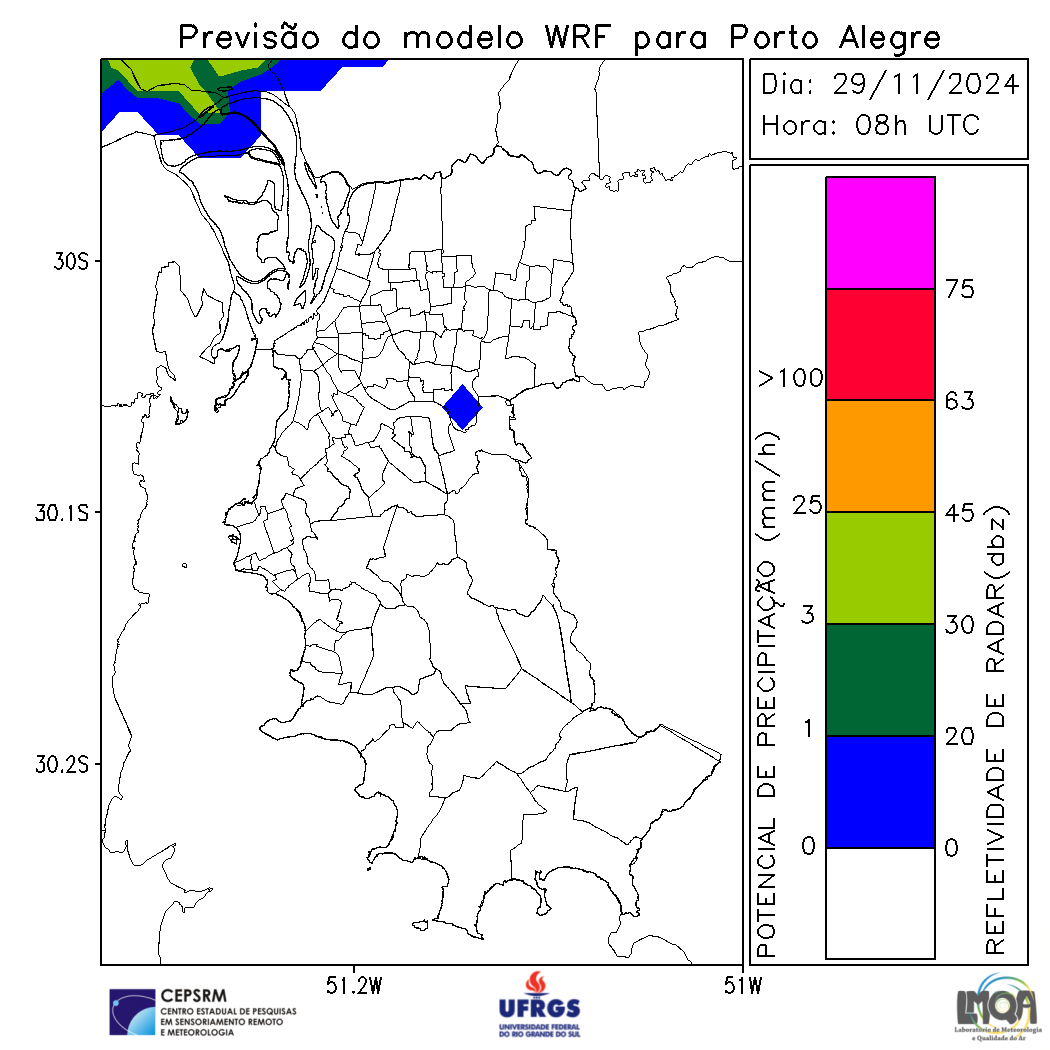 Previsão do modelo WRF para Porto Alegre
Dia: 29/11/2024
Hora: 08h UTC
30S
30.1S
30.2S
51.2W
51W
POTENCIAL DE PRECIPITAÇÃO (mm/h)
>100
25
3
1
0
75
63
45
30
20
0
REFLETIVIDADE DE RADAR(dbz)
CEPSRM
CENTRO ESTADUAL DE PESQUISAS
EM SENSORIAMENTO REMOTO
E METEOROLOGIA
UFRGS
UNIVERSIDADE FEDERAL
DO RIO GRANDE DO SUL
LMQA
Laboratório de Meteorologia
e Qualidade do Ar